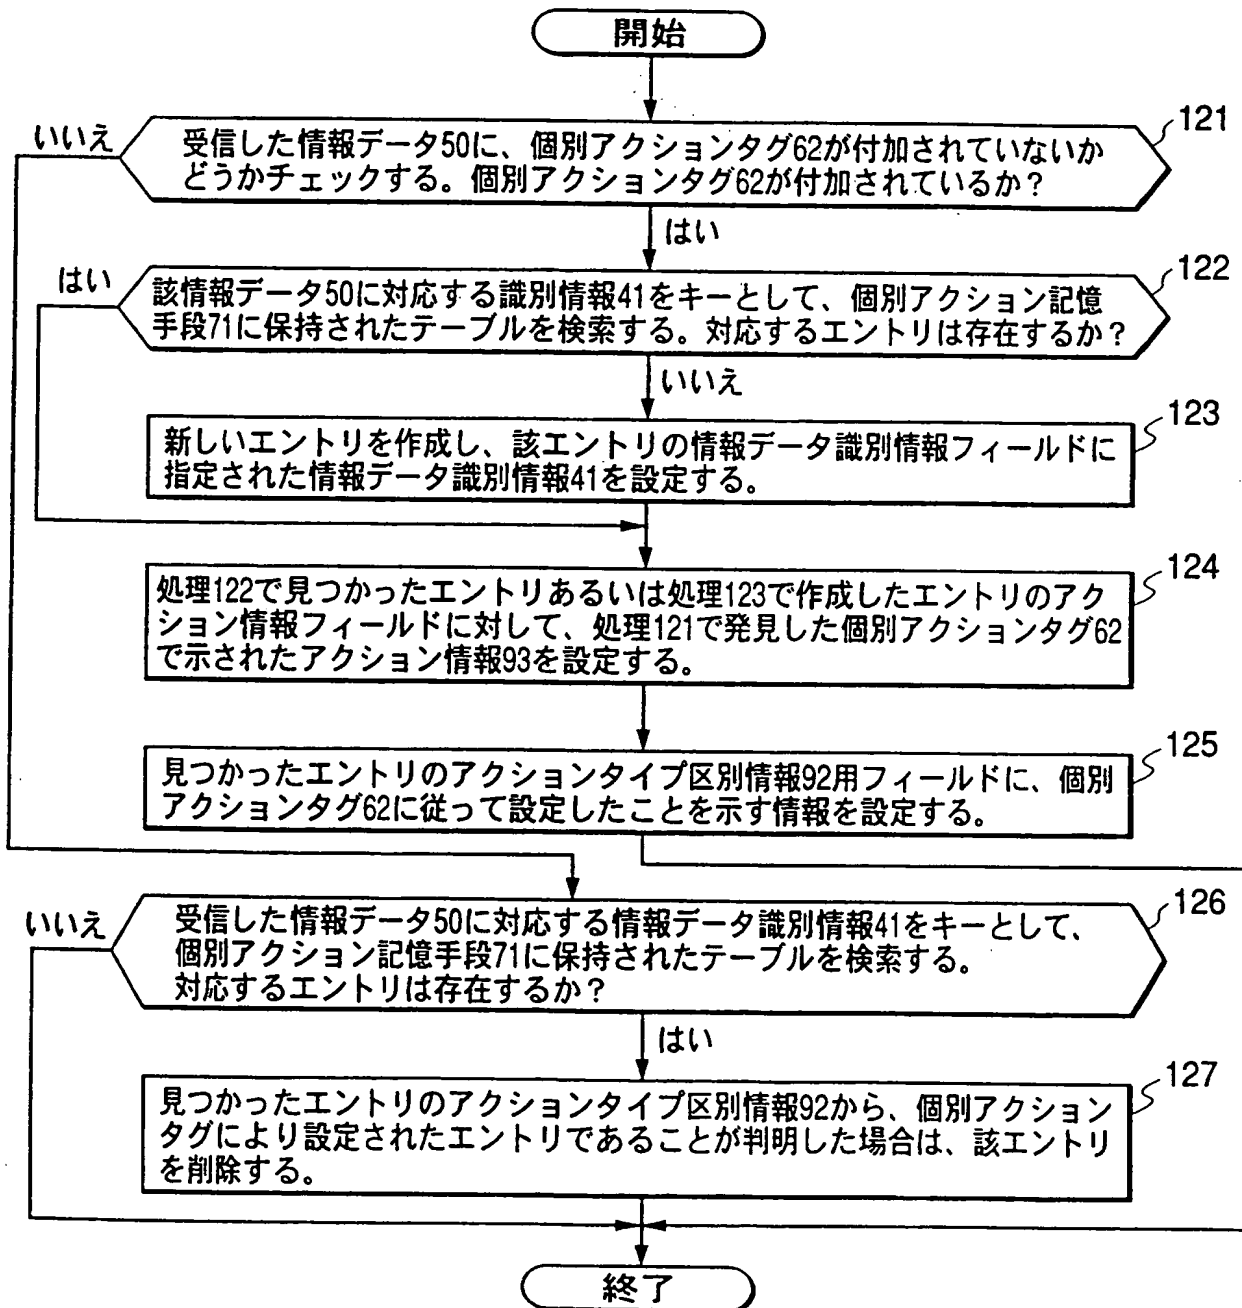 開始
121
いいえ
受信した情報データ50に、個別アクションタグ62が付加されていないか
どうかチェックする。個別アクションタグ62が付加されているか？
はい
122
はい
該情報データ50に対応する識別情報41をキーとして、個別アクション記憶
手段71に保持されたテーブルを検索する。対応するエントリは存在するか？
いいえ
123
新しいエントリを作成し、該エントリの情報データ識別情報フィールドに
指定された情報データ識別情報41を設定する。
124
処理122で見つかったエントリあるいは処理123で作成したエントリのアク
ション情報フィールドに対して、処理121で発見した個別アクションタグ62
で示されたアクション情報93を設定する。
125
見つかったエントリのアクションタイプ区別情報92用フィールドに、個別
アクションタグ62に従って設定したことを示す情報を設定する。
126
いいえ
受信した情報データ50に対応する情報データ識別情報41をキーとして、
個別アクション記憶手段71に保持されたテーブルを検索する。
対応するエントリは存在するか？
はい
127
見つかったエントリのアクションタイプ区別情報92から、個別アクション
タグにより設定されたエントリであることが判明した場合は、該エントリ
を削除する。
終了